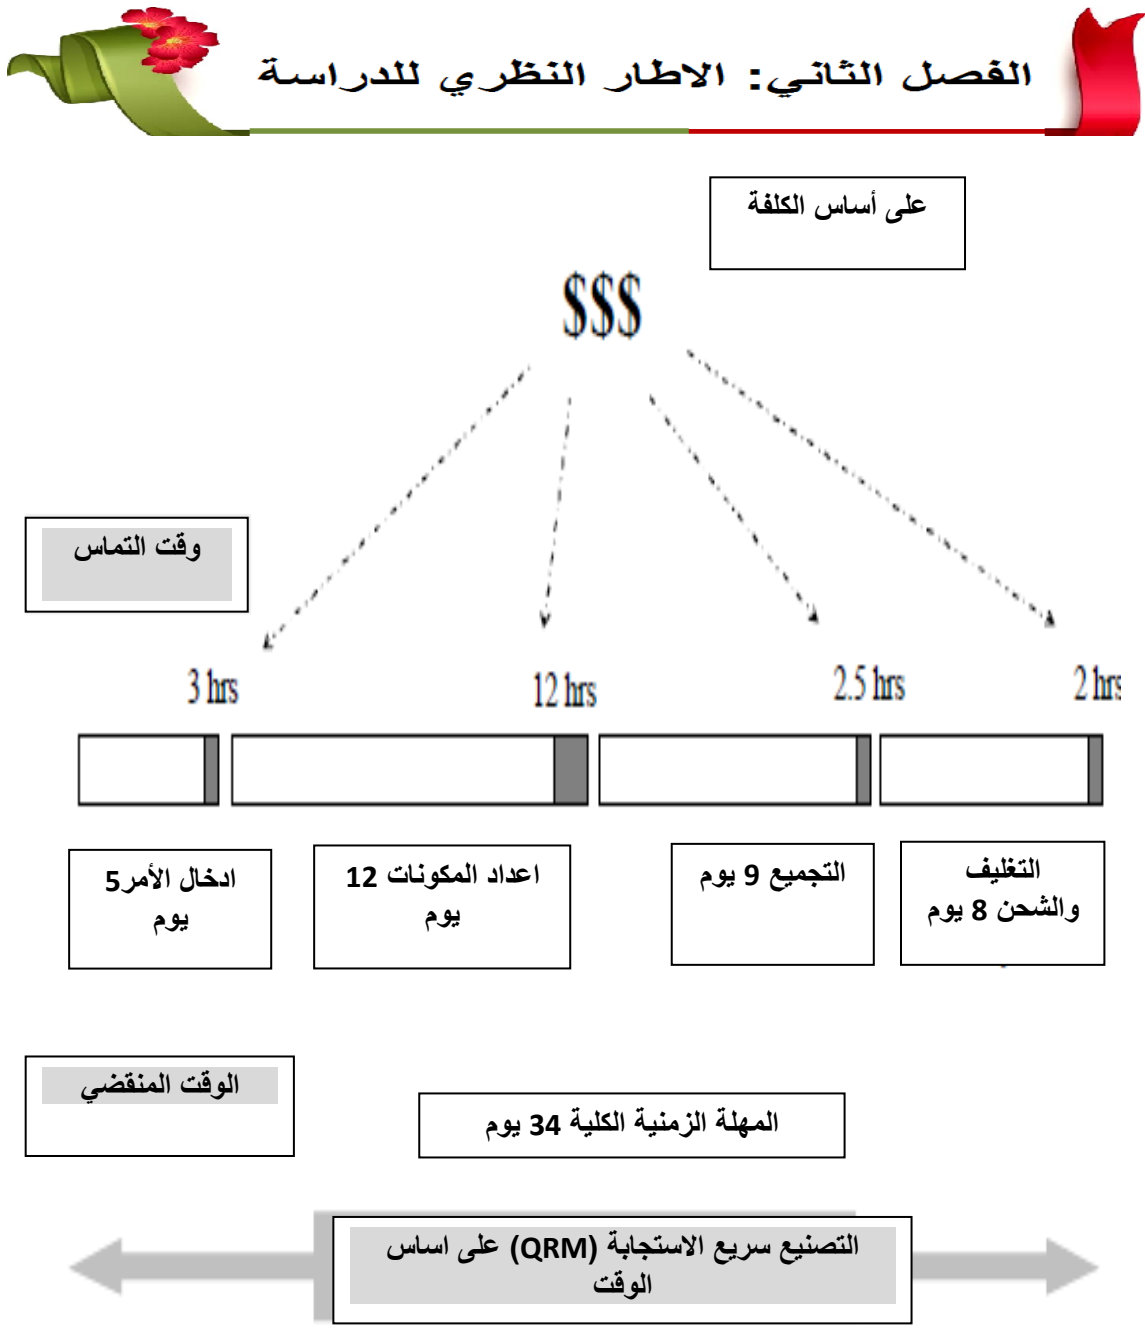 الفصل الثاني: الاطار النظري للدراسة
على أساس الكلفة
$$$
وقت التماس
3 hrs
12 hrs
2.5 hrs
2 hrs
ادخال الأمر5
يوم
اعداد المكونات 12
يوم
التجميع 9 يوم
التغليف
والشحن 8 يوم
الوقت المنقضي
المهلة الزمنية الكلية 34 يوم
التصنيع سريع الاستجابة (QRM) على اساس
الوقت